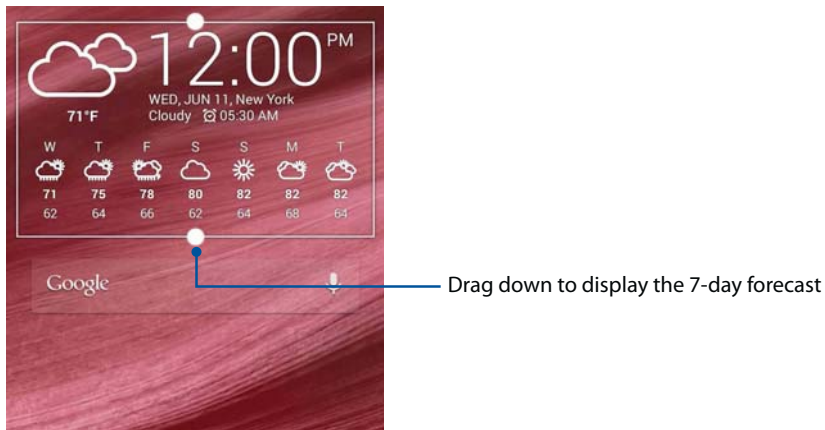 12:00 PM
WED, JUN 11, New York
71°F
Cloudy 05:30 AM
W T F S S M T
71 75 78 80 82 82 82
62 64 66 62 64 68 64
Google
Drag down to display the 7-day forecast